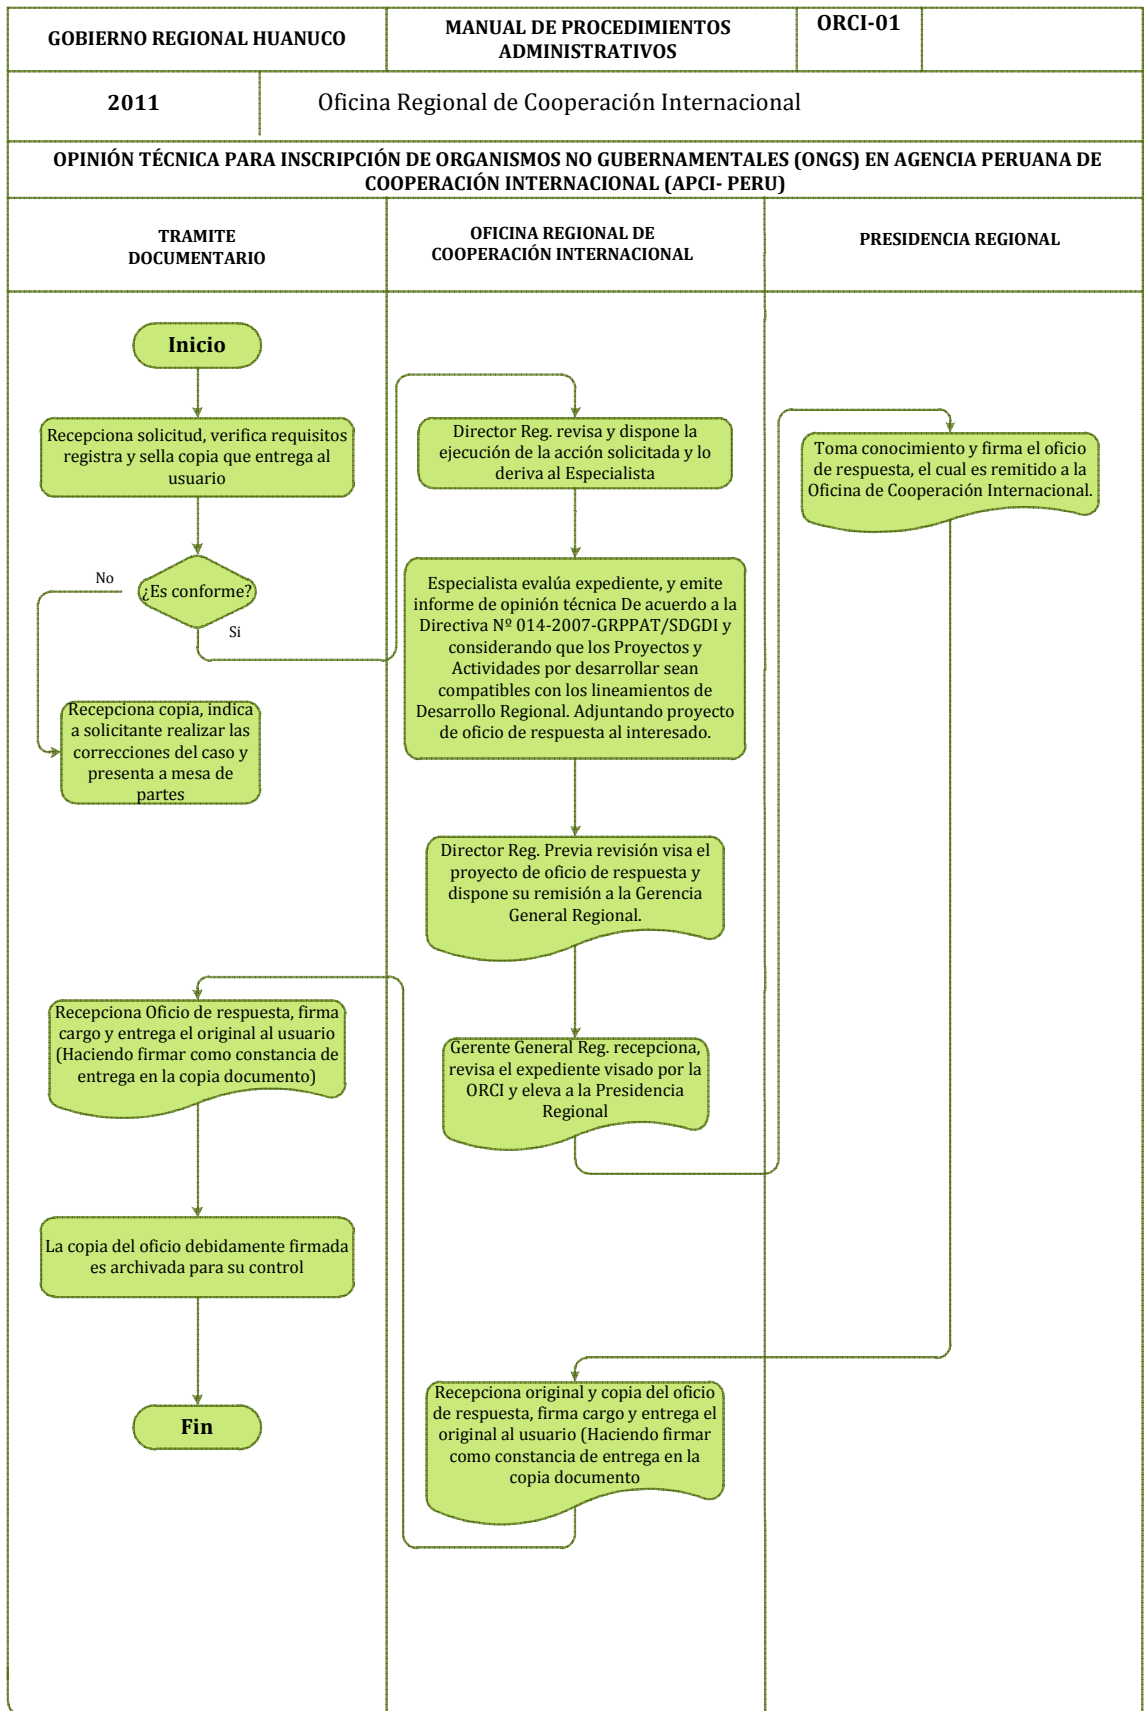 GOBIERNO REGIONAL HUANUCO
MANUAL DE PROCEDIMIENTOS
ADMINISTRATIVOS
ORCI-01
2011
Oficina Regional de Cooperación Internacional
OPINIÓN TÉCNICA PARA INSCRIPCIÓN DE ORGANISMOS NO GUBERNAMENTALES (ONGS) EN AGENCIA PERUANA DE
COOPERACIÓN INTERNACIONAL (APCI- PERU)
TRAMITE
DOCUMENTARIO
OFICINA REGIONAL DE
COOPERACIÓN INTERNACIONAL
PRESIDENCIA REGIONAL
Inicio
Recepciona solicitud, verifica requisitos
registra y sella copia que entrega al
usuario
¿Es conforme?
No
Si
Recepciona copia, indica
a solicitante realizar las
correcciones del caso y
presenta a mesa de
partes
Director Reg. revisa y dispone la
ejecución de la acción solicitada y lo
deriva al Especialista
Especialista evalúa expediente, y emite
informe de opinión técnica De acuerdo a la
Directiva Nº 014-2007-GRPPAT/SDGDI y
considerando que los Proyectos y
Actividades por desarrollar sean
compatibles con los lineamientos de
Desarrollo Regional. Adjuntando proyecto
de oficio de respuesta al interesado.
Director Reg. Previa revisión visa el
proyecto de oficio de respuesta y
dispone su remisión a la Gerencia
General Regional.
Gerente General Reg. recepciona,
revisa el expediente visado por la
ORCI y eleva a la Presidencia
Regional
Toma conocimiento y firma el oficio
de respuesta, el cual es remitido a la
Oficina de Cooperación Internacional.
Recepciona original y copia del oficio
de respuesta, firma cargo y entrega el
original al usuario (Haciendo firmar
como constancia de entrega en la
copia documento
Recepciona Oficio de respuesta, firma
cargo y entrega el original al usuario
(Haciendo firmar como constancia de
entrega en la copia documento)
La copia del oficio debidamente firmada
es archivada para su control
Fin